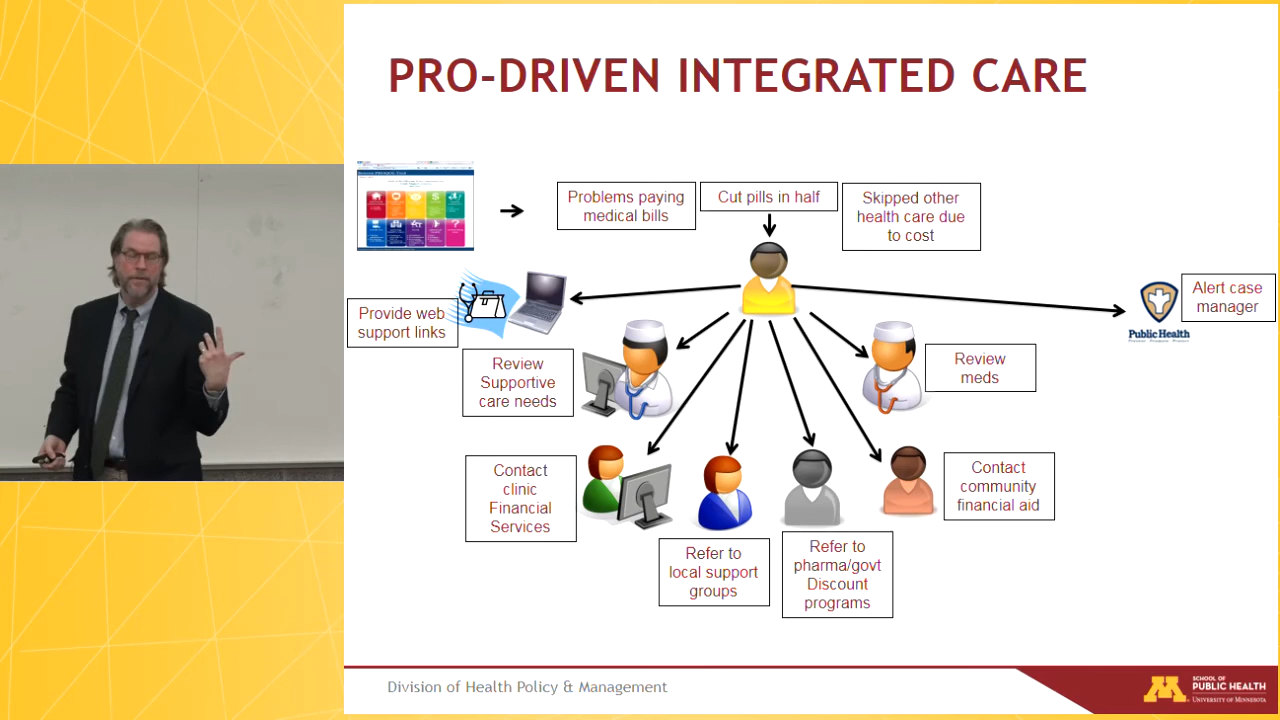 PRO-DRIVEN INTEGRATED CARE
Problems paying
medical bills
Cut pills in half
Skipped other
health care due
to cost
Provide web
support links
Alert case
manager
Public Health
Review
Supportive
care needs
Review
meds
Contact
clinic
Financial
Services
Contact
community
financial aid
Refer to
local support
groups
Refer to
pharma/govt
Discount
programs
Division of Health Policy & Management
M
SCHOOL OF
PUBLIC HEALTH
UNIVERSITY OF MINNESOTA